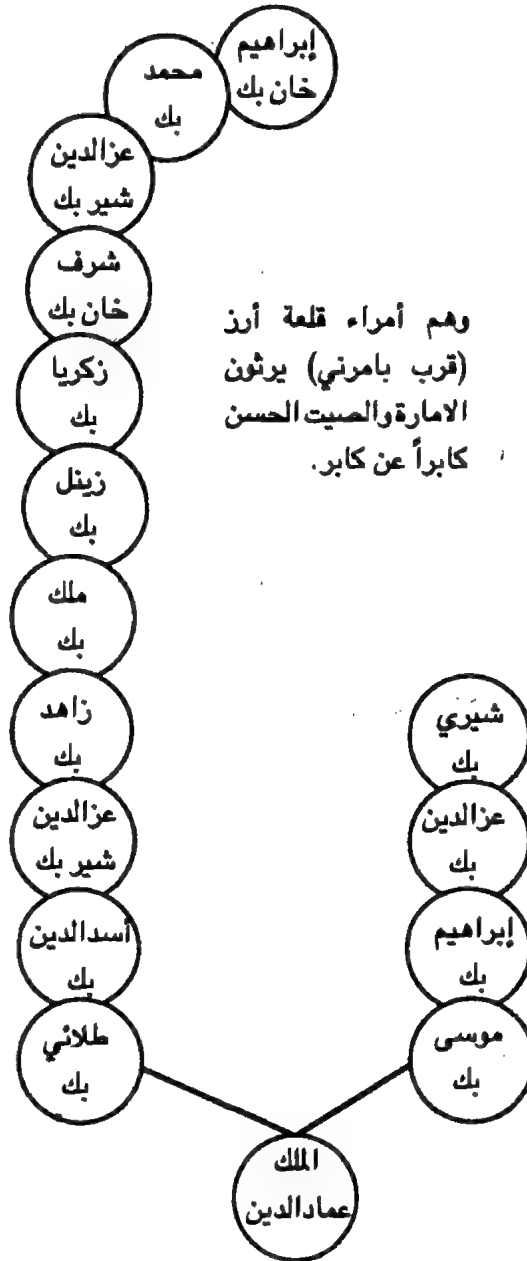 إبراهيم
خان بك
محمد
بك
عزالدين
شير بك
شرف
خان بك
زكريا
بك
زينل
بك
ملك
بك
زاهد
بك
عزالدين
شير بك
أسدالدين
بك
طلائي
بك
وهم أمراء قلعة أرز
(قرب بامرني) يرثون
الامارة والصيت الحسن
كابراً عن كابر.
شيري
بك
عزالدين
بك
إبراهيم
بك
موسى
بك
الملك
عمادالدين